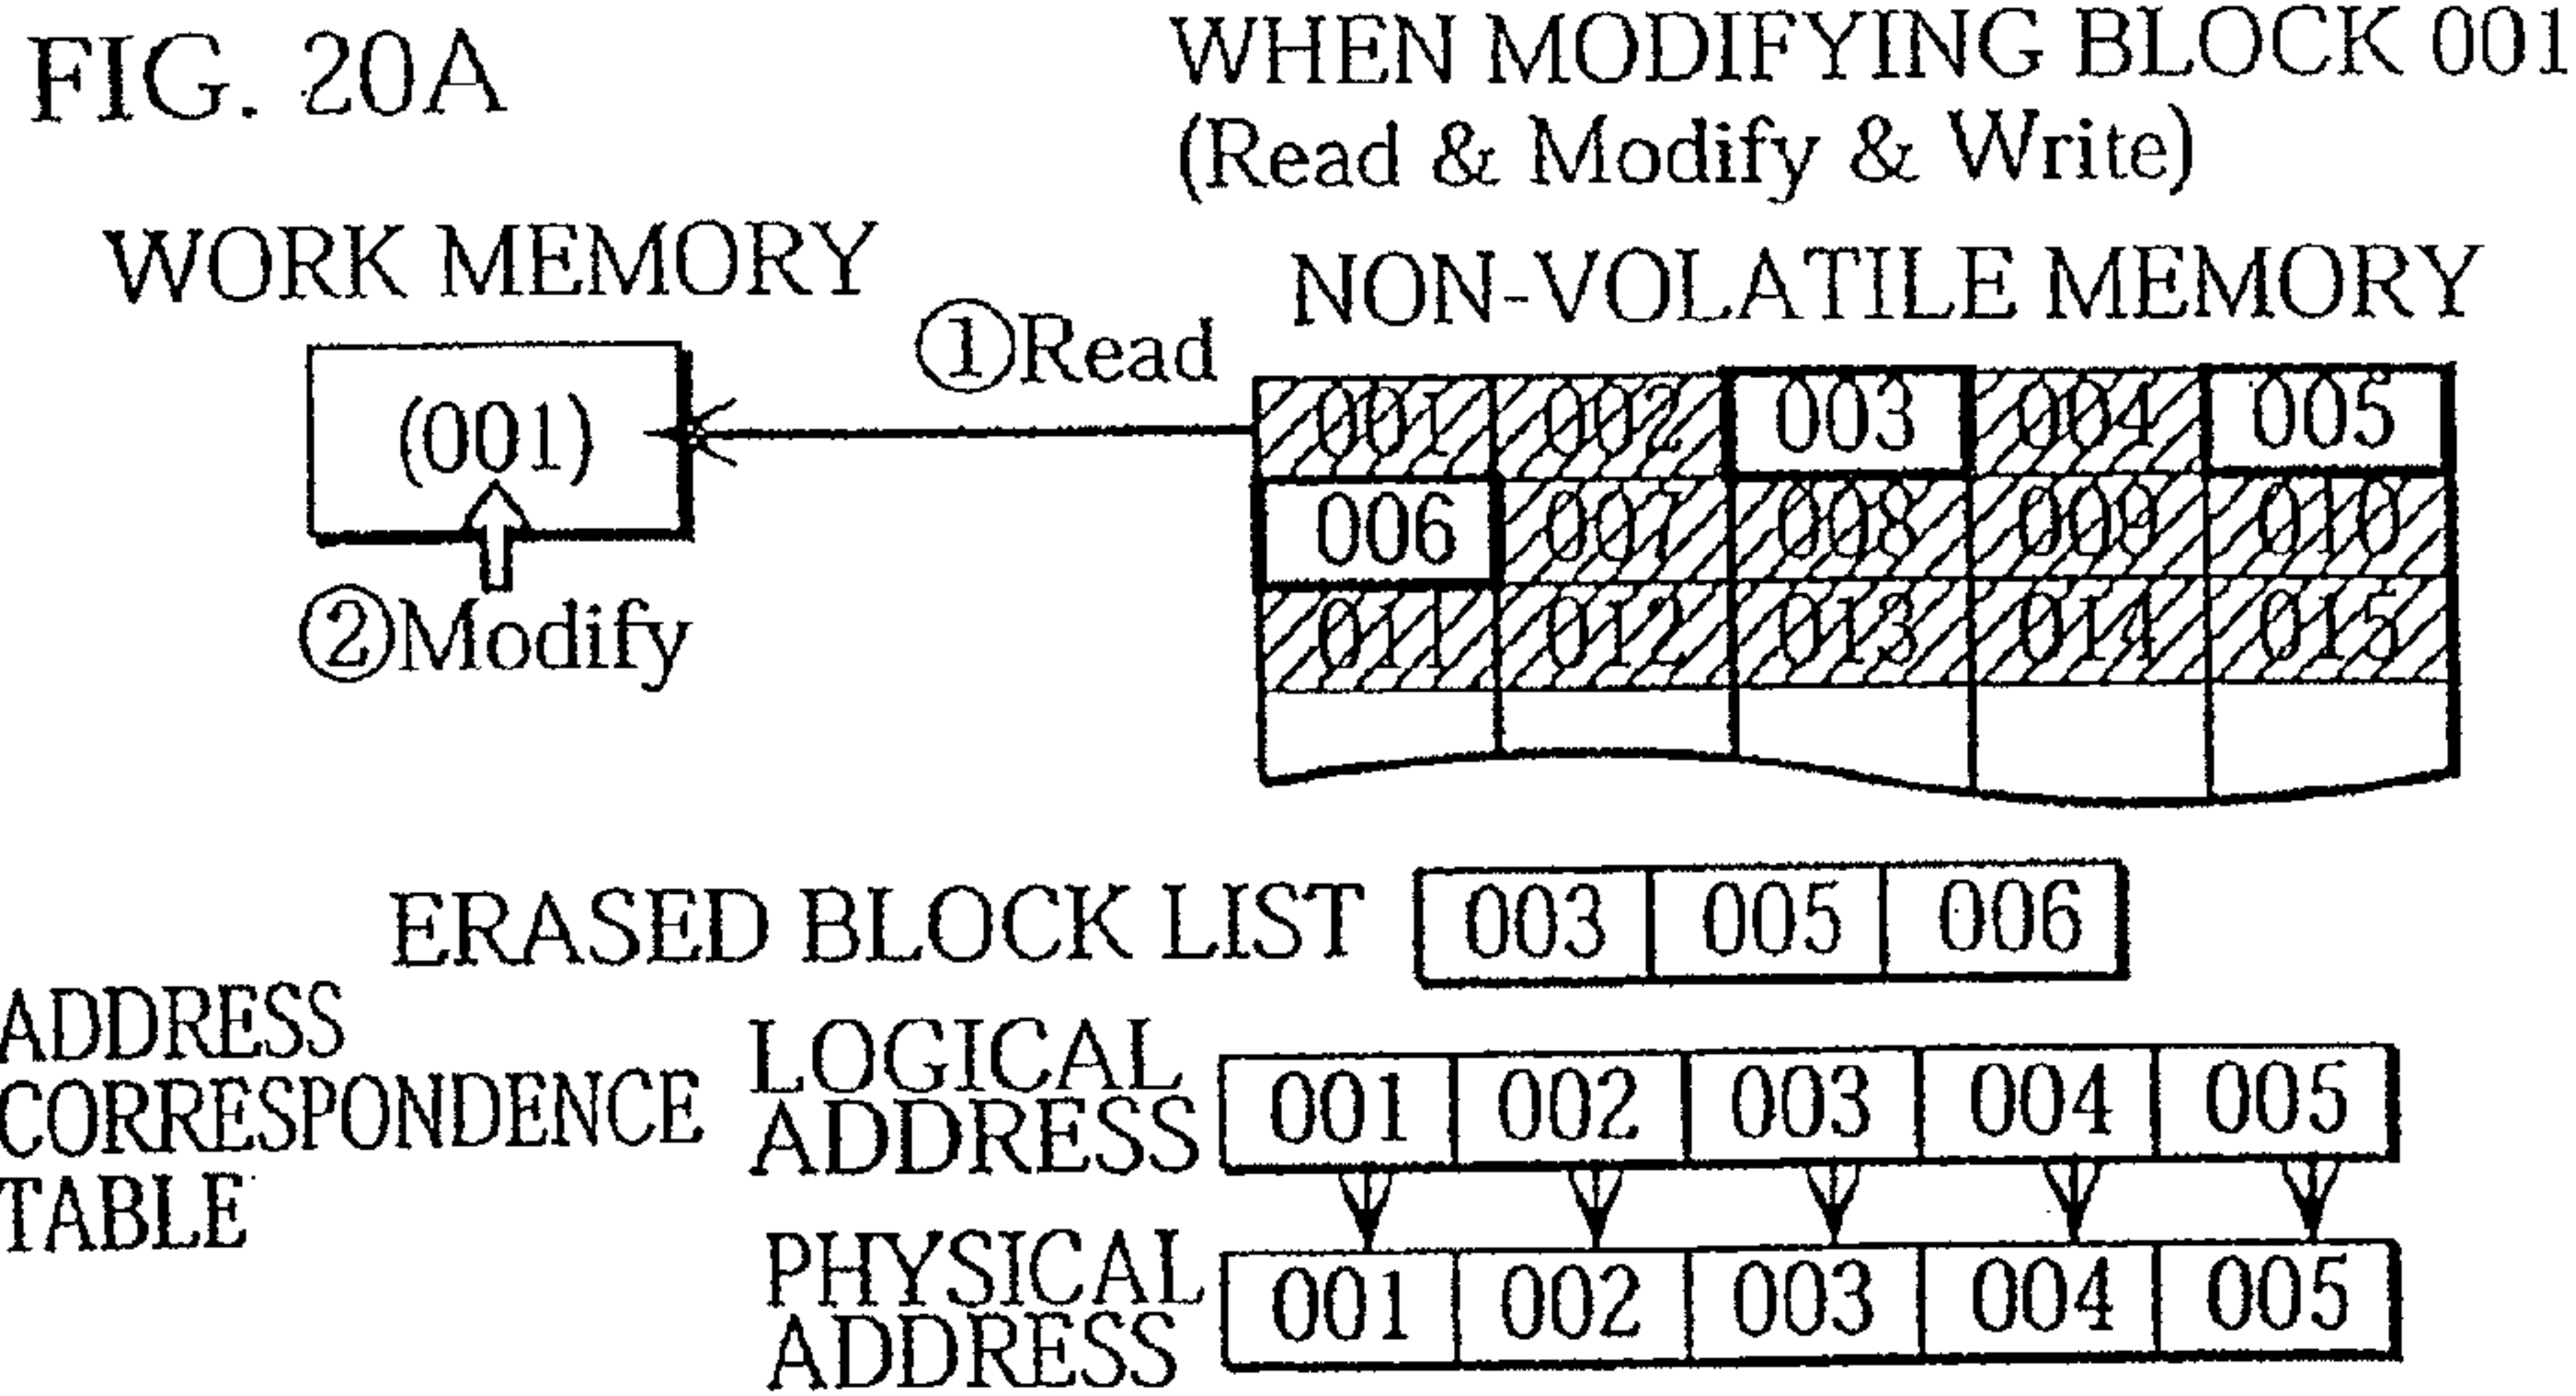 FIG. 20A
WHEN MODIFYING BLOCK 001
(Read & Modify & Write)
WORK MEMORY
NON-VOLATILE MEMORY
①Read
(001)
②Modify
001 002 003 004 005
006 007 008 009 010
011 012 013 014 015
ERASED BLOCK LIST 003 005 006
ADDRESS
CORRESPONDENCE
TABLE
LOGICAL
ADDRESS
001 002 003 004 005
PHYSICAL
ADDRESS
001 002 003 004 005